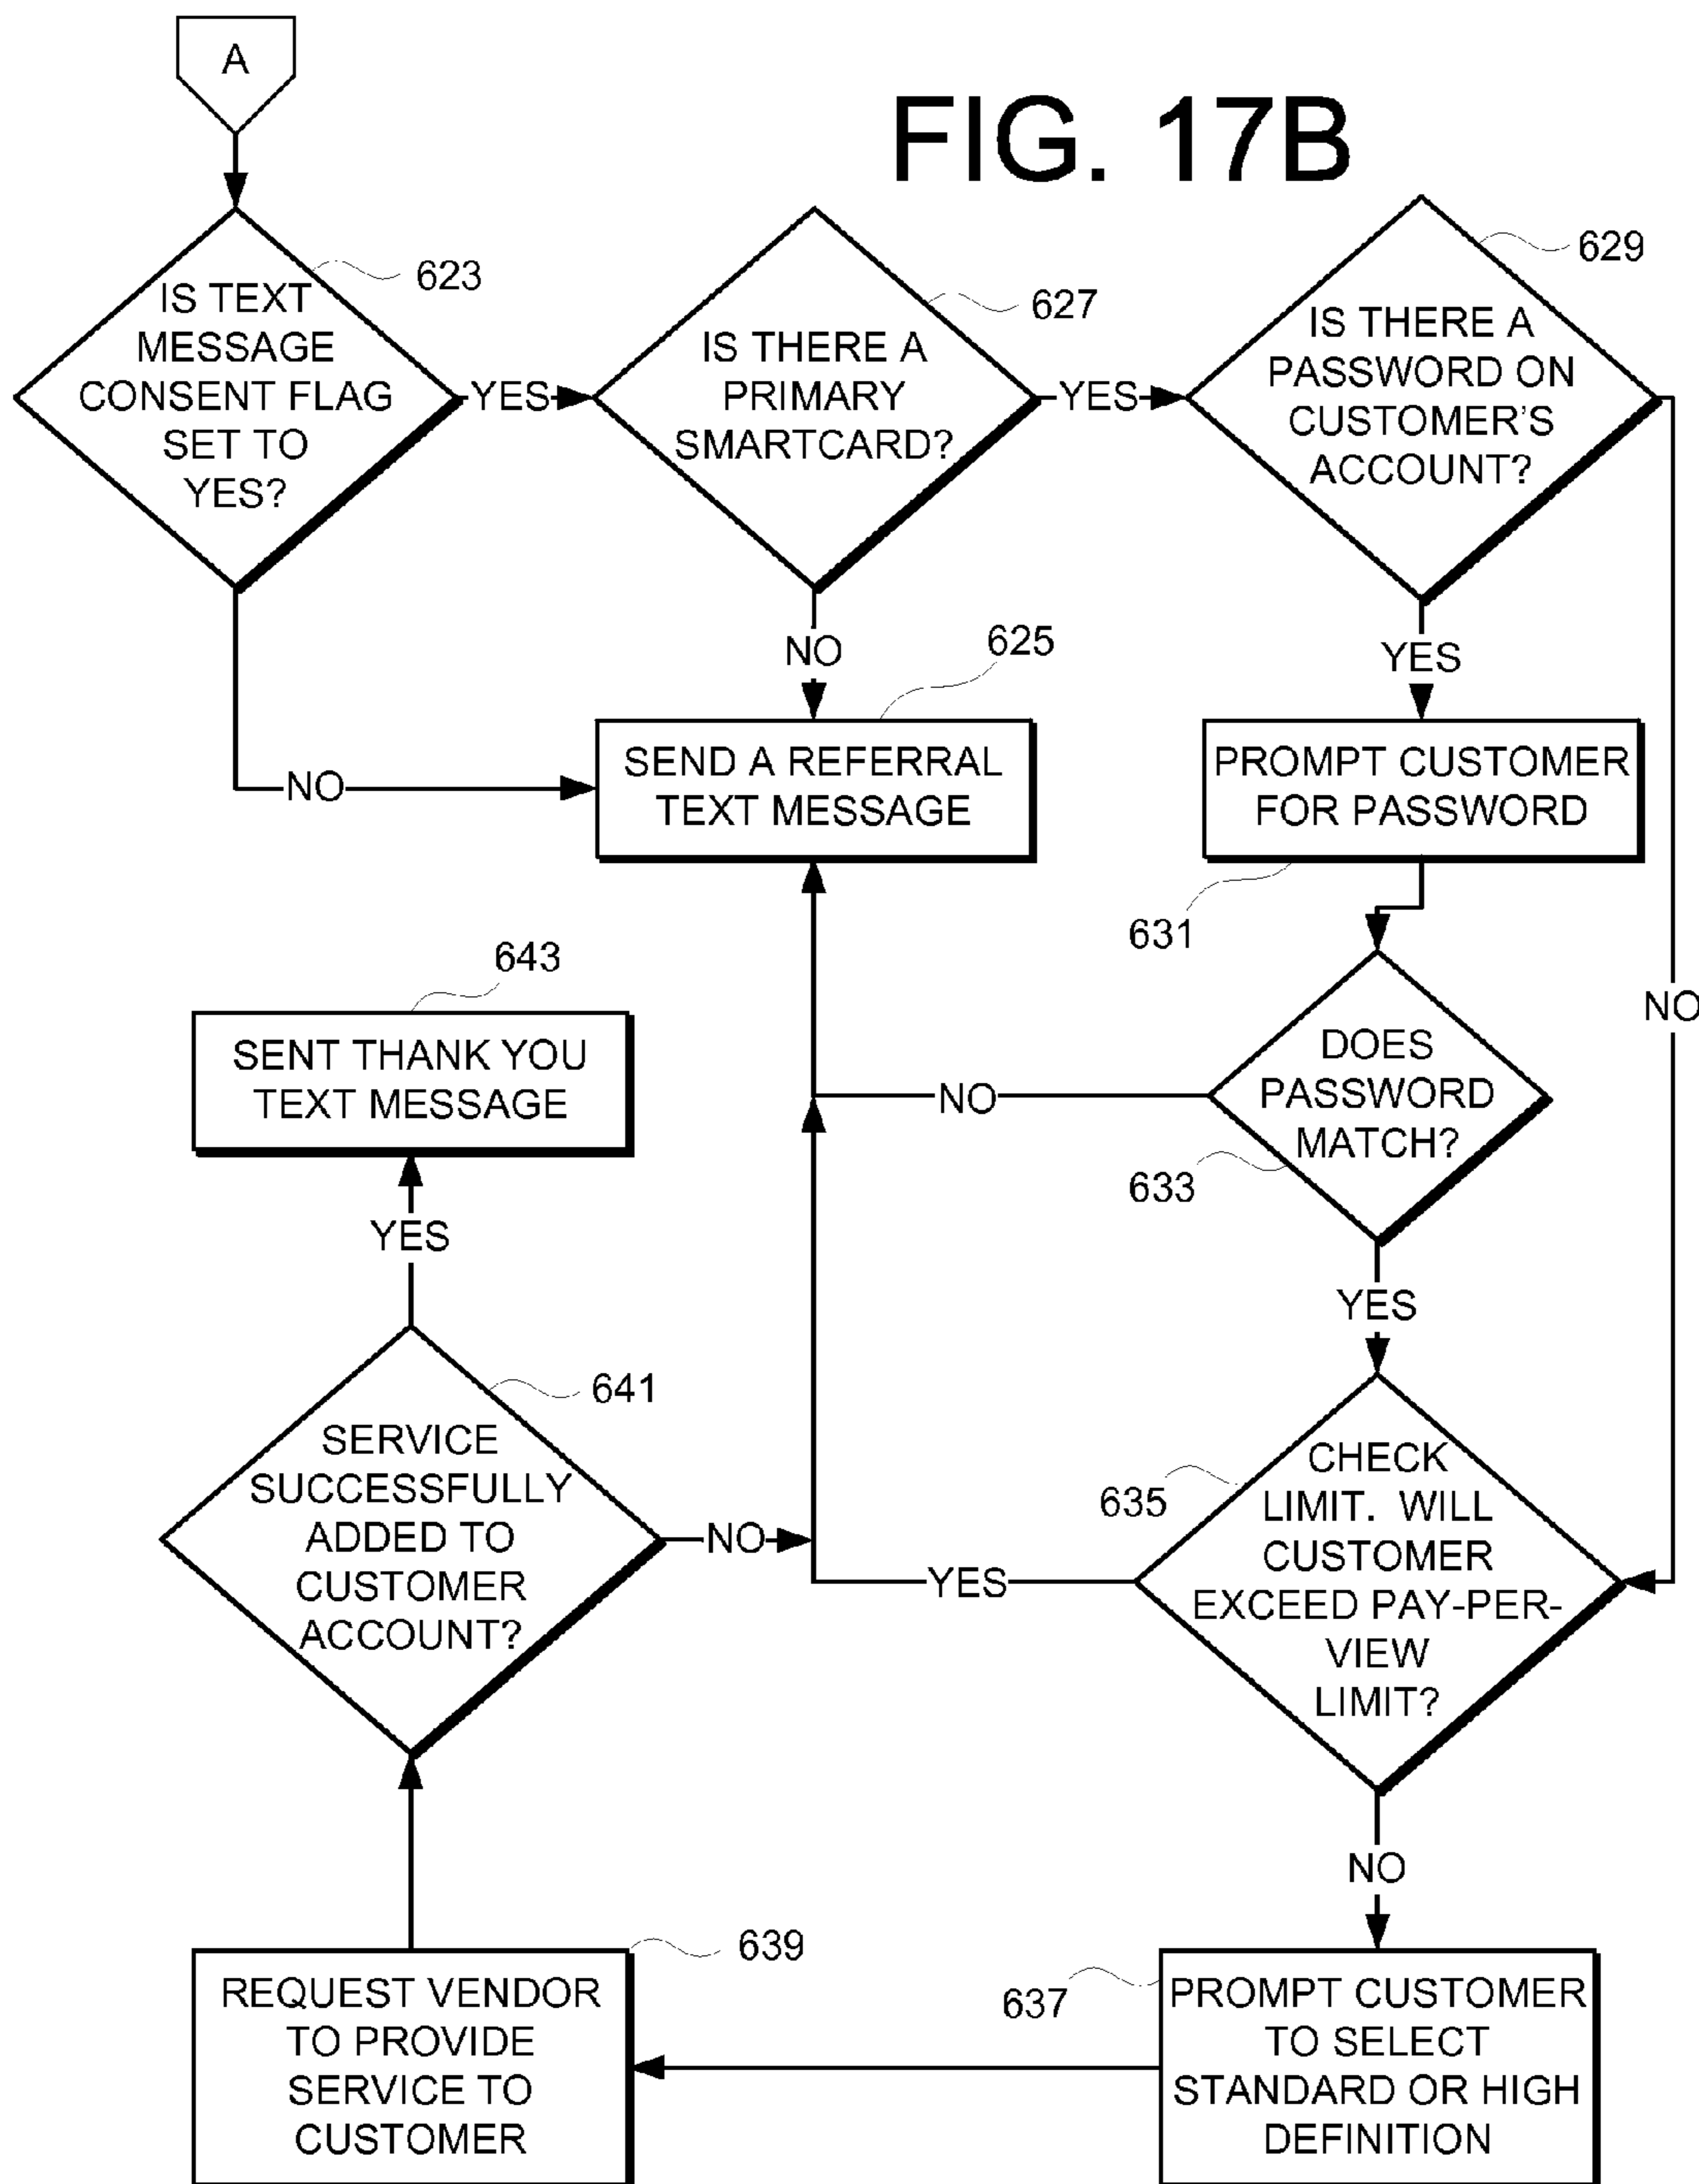 A
FIG. 17B
623
IS TEXT
MESSAGE
CONSENT FLAG
SET TO
YES?
YES
627
IS THERE A
PRIMARY
SMARTCARD?
YES
629
IS THERE A
PASSWORD ON
CUSTOMER'S
ACCOUNT?
NO
NO
625
SEND A REFERRAL
TEXT MESSAGE
YES
PROMPT CUSTOMER
FOR PASSWORD
631
NO
643
SENT THANK YOU
TEXT MESSAGE
NO
DOES
PASSWORD
MATCH?
633
YES
YES
641
SERVICE
SUCCESSFULLY
ADDED TO
CUSTOMER
ACCOUNT?
NO
635
CHECK
LIMIT. WILL
CUSTOMER
EXCEED PAY-PER-
VIEW
LIMIT?
YES
NO
639
REQUEST VENDOR
TO PROVIDE
SERVICE TO
CUSTOMER
637
PROMPT CUSTOMER
TO SELECT
STANDARD OR HIGH
DEFINITION